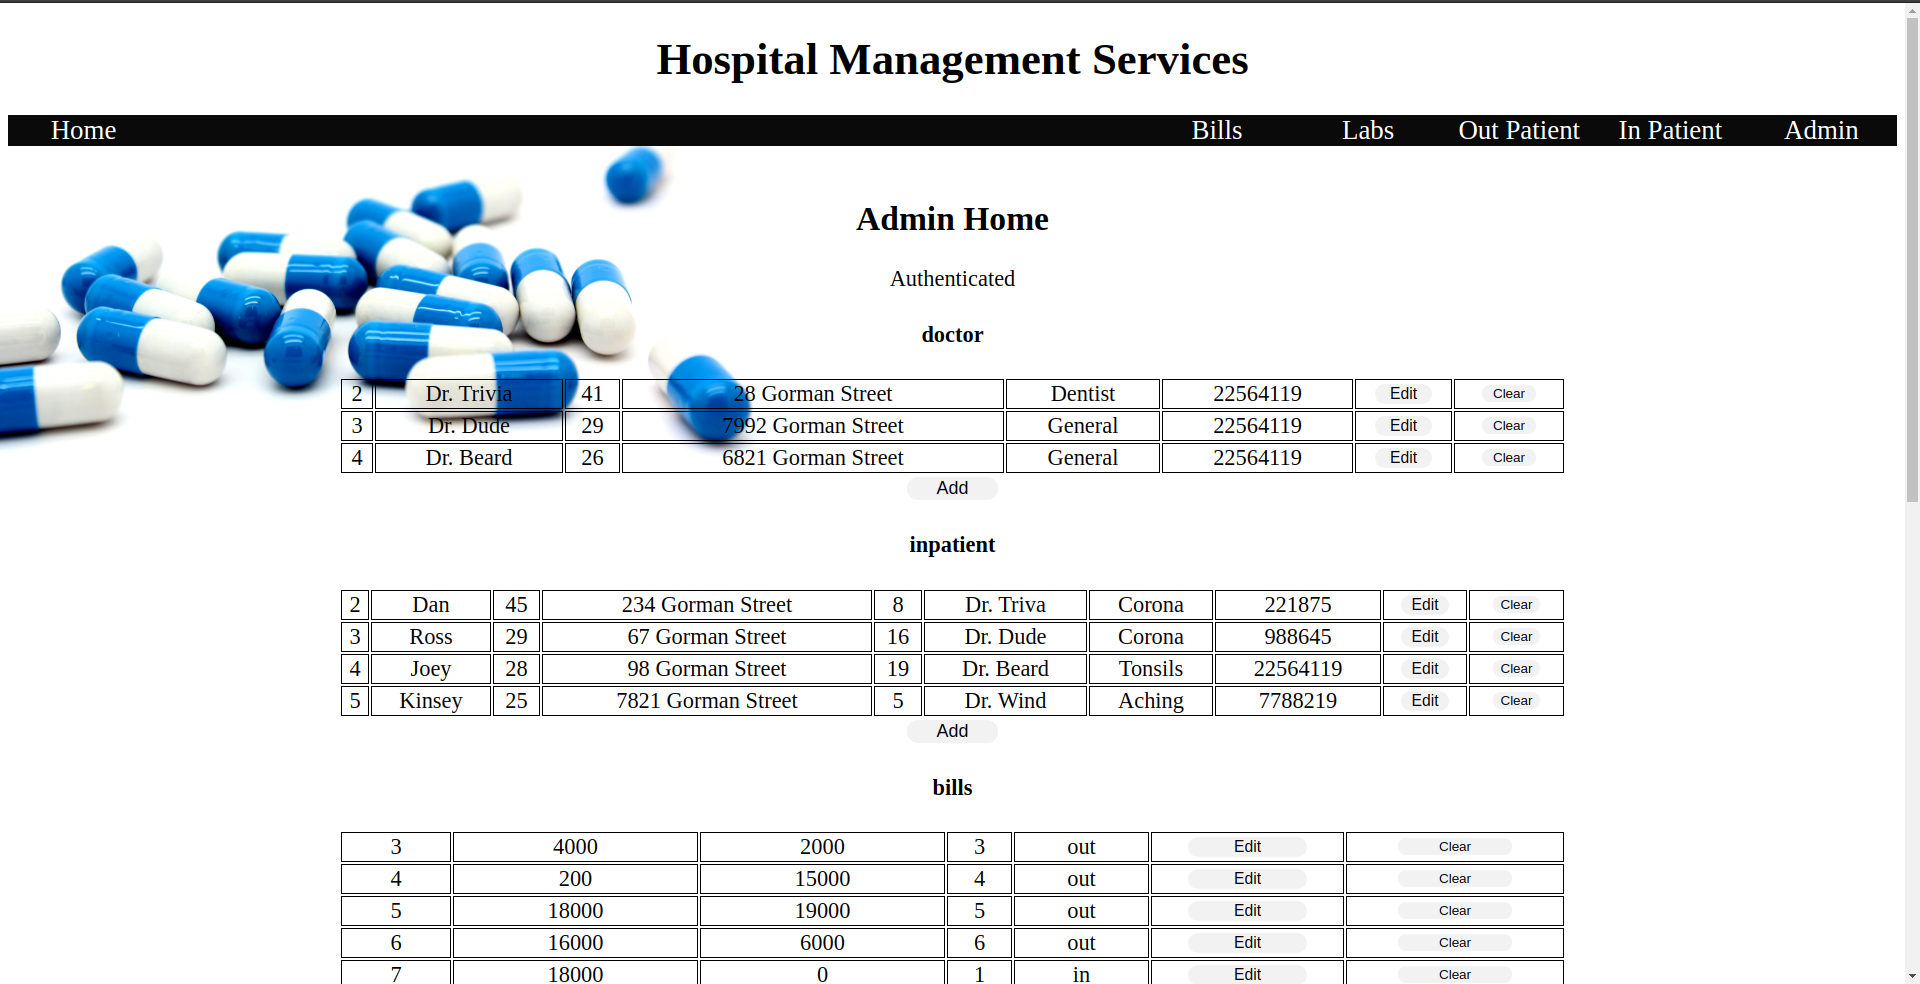 Hospital Management Services
Home Bills Labs Out Patient In Patient Admin
Admin Home
Authenticated
doctor
2 Dr. Trivia 41 28 Gorman Street Dentist 22564119 Edit Clear
3 Dr. Dude 29 7992 Gorman Street General 22564119 Edit Clear
4 Dr. Beard 26 6821 Gorman Street General 22564119 Edit Clear
Add
inpatient
2 Dan 45 234 Gorman Street 8 Dr. Triva Corona 221875 Edit Clear
3 Ross 29 67 Gorman Street 16 Dr. Dude Corona 988645 Edit Clear
4 Joey 28 98 Gorman Street 19 Dr. Beard Tonsils 22564119 Edit Clear
5 Kinsey 25 7821 Gorman Street 5 Dr. Wind Aching 7788219 Edit Clear
Add
bills
3 4000 2000 3 out Edit Clear
4 200 15000 4 out Edit Clear
5 18000 19000 5 out Edit Clear
6 16000 6000 6 out Edit Clear
7 18000 0 1 in Edit Clear